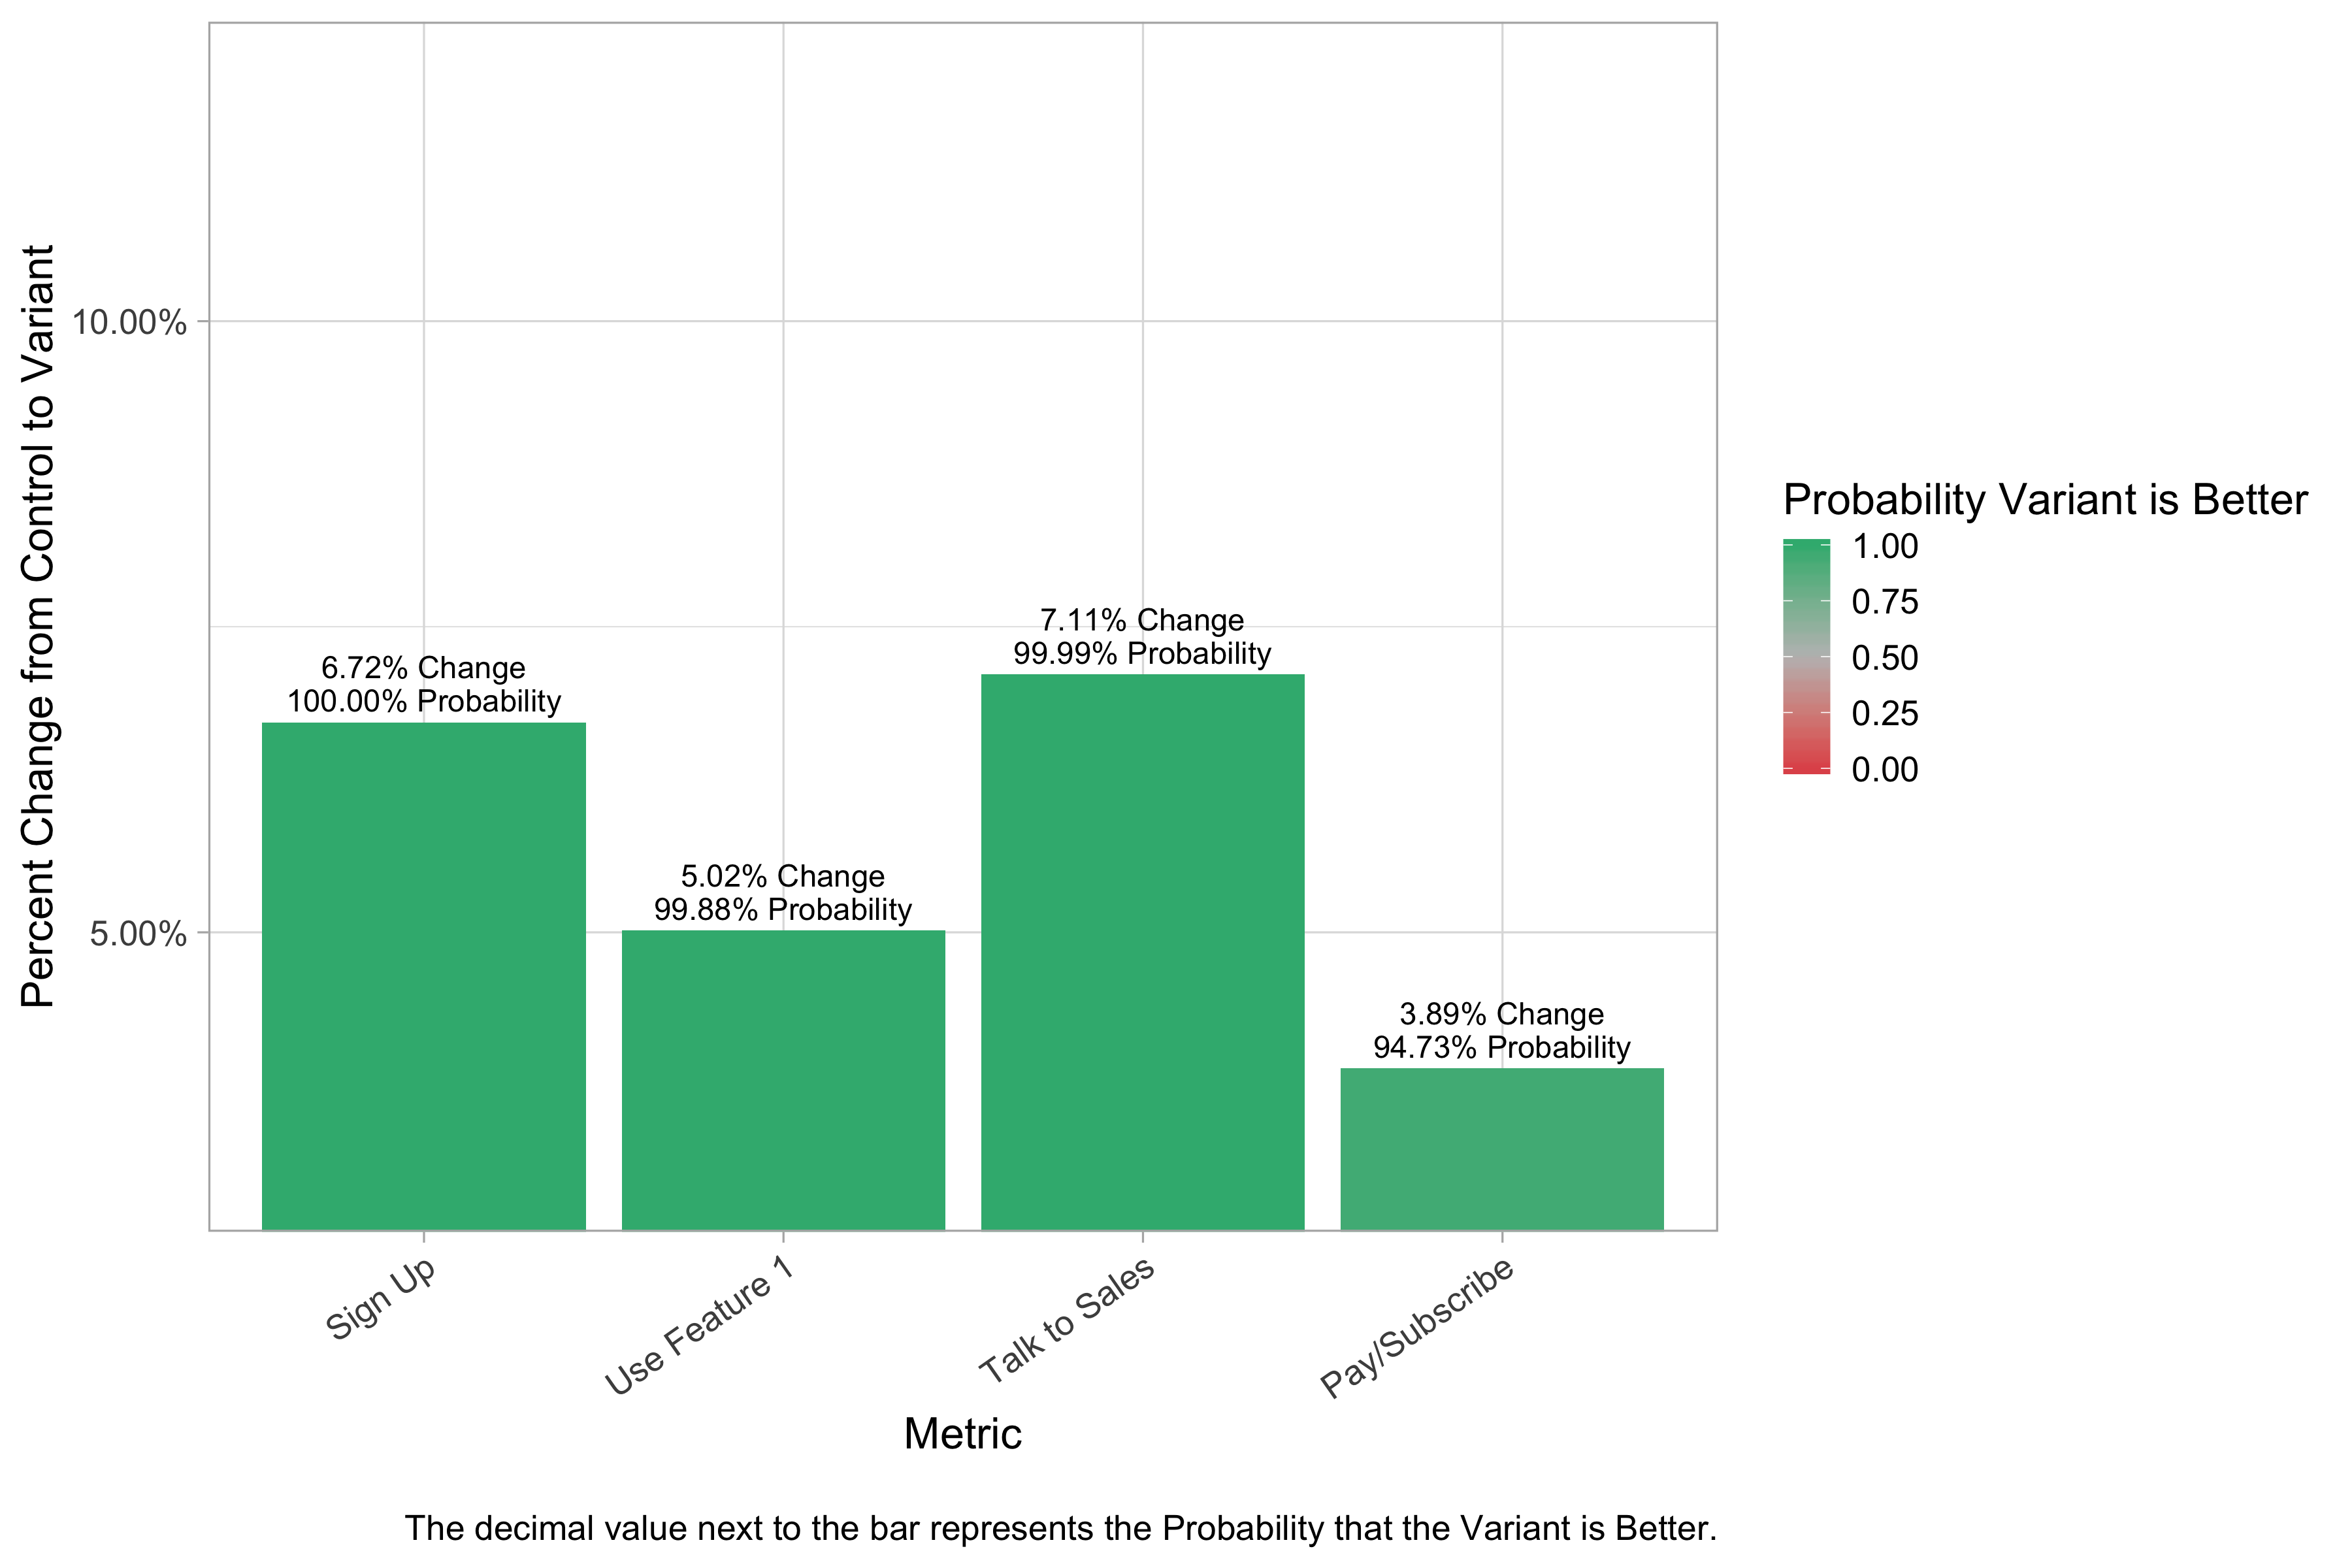 Percent Change from Control to Variant
10.00%
5.00%
6.72% Change
100.00% Probability
5.02% Change
99.88% Probability
7.11% Change
99.99% Probability
3.89% Change
94.73% Probability
Sign Up
Use Feature 1
Talk to Sales
Pay/Subscribe
Metric
Probability Variant is Better
1.00
0.75
0.50
0.25
0.00
The decimal value next to the bar represents the Probability that the Variant is Better.